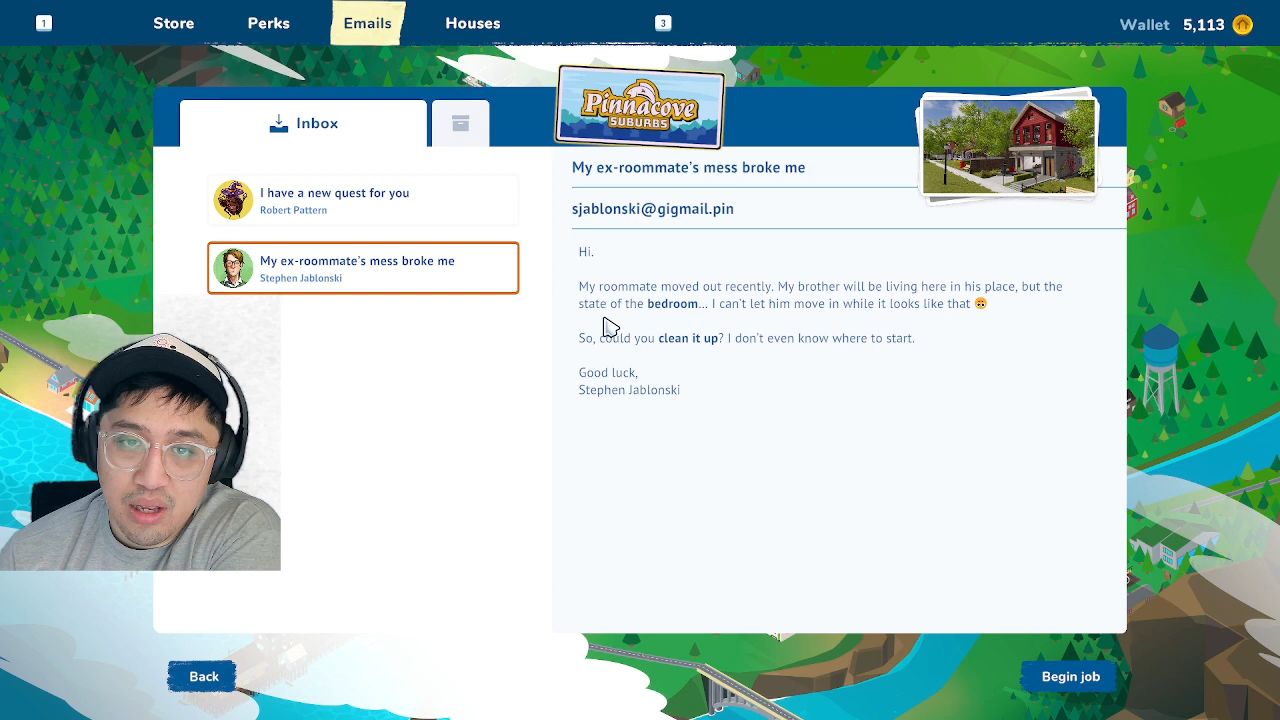 1
Store
Perks
Emails
Houses
3
Wallet 5,113
Inbox
Pinnacove
SUBURBS
I have a new quest for you
Robert Pattern
My ex-roommate's mess broke me
Stephen Jablonski
My ex-roommate's mess broke me
sjablonski@gigmail.pin
Hi.
My roommate moved out recently. My brother will be living here in his place, but the
state of the bedroom... I can't let him move in while it looks like that 🙃
So, could you clean it up? I don't even know where to start.
Good luck,
Stephen Jablonski
Back
Begin job